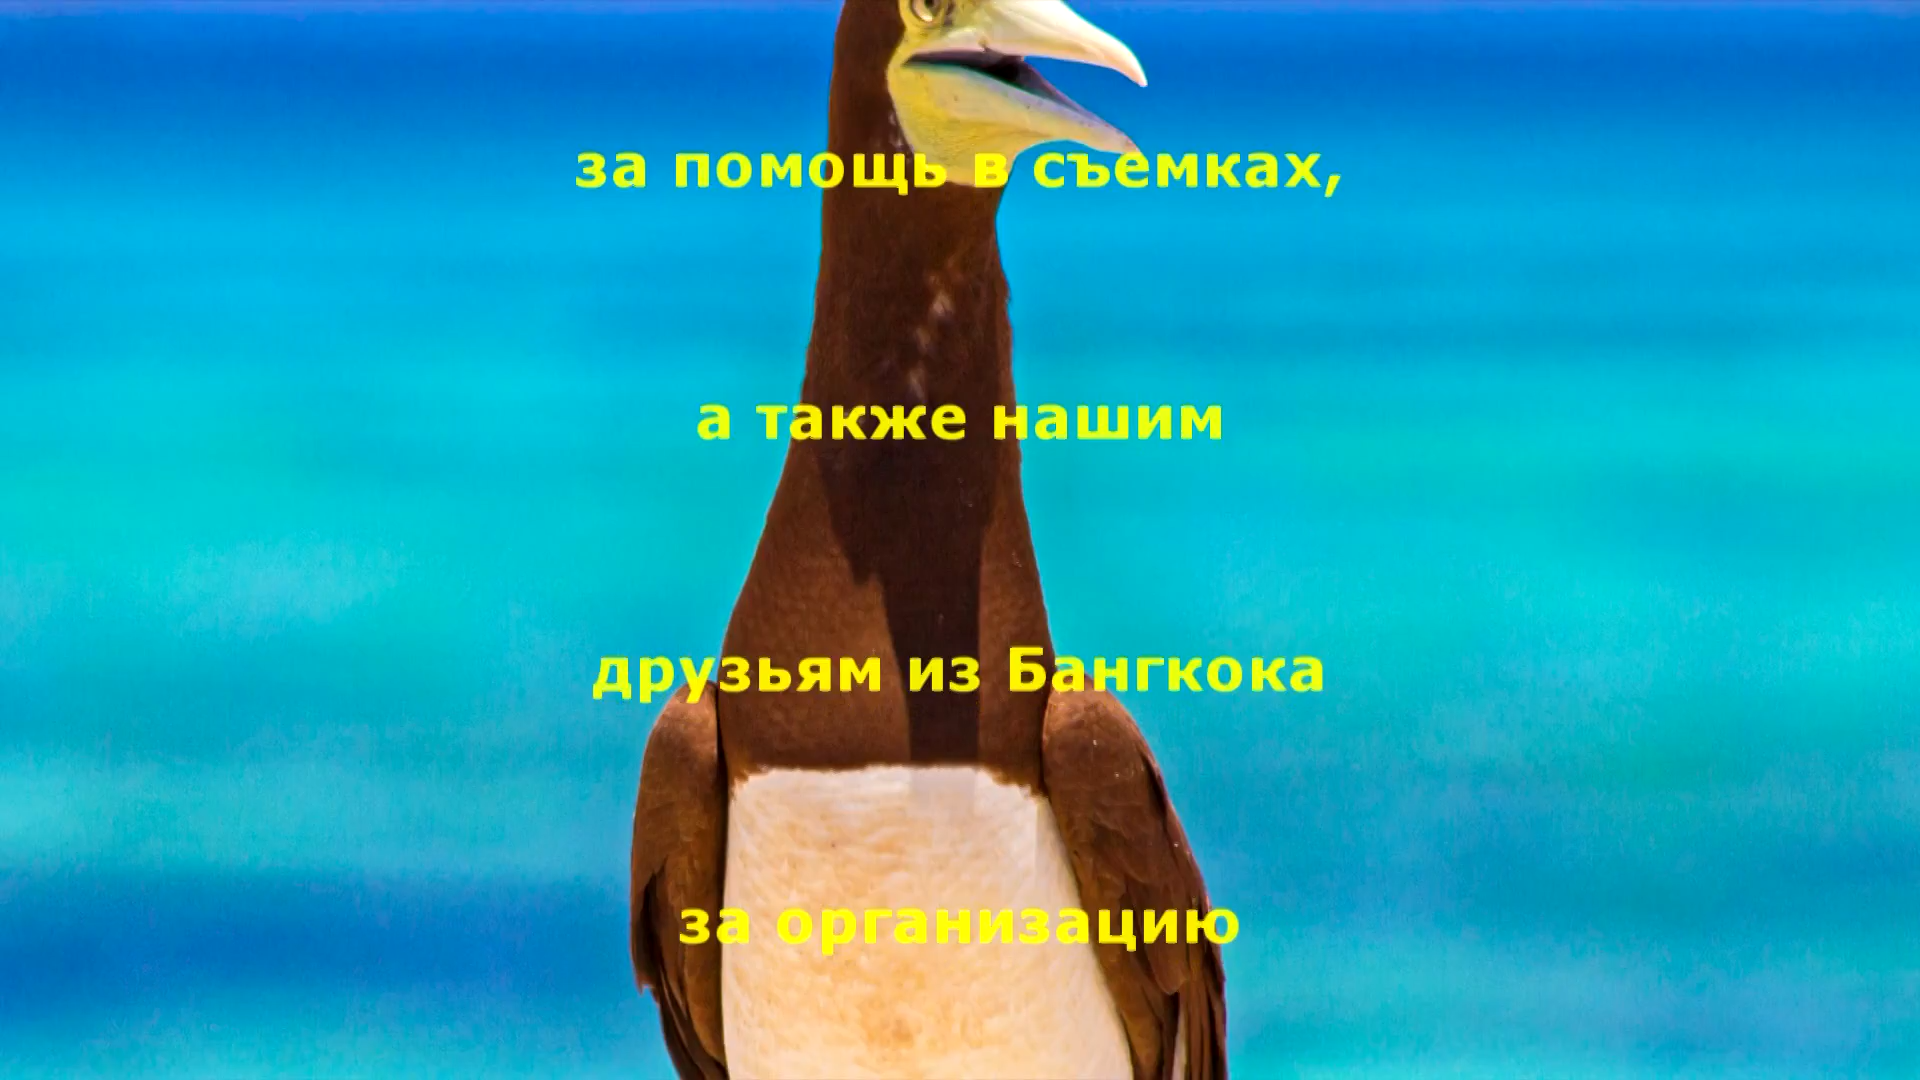 за помощь в съемках,
а также нашим
друзьям из Бангкока
за организацию